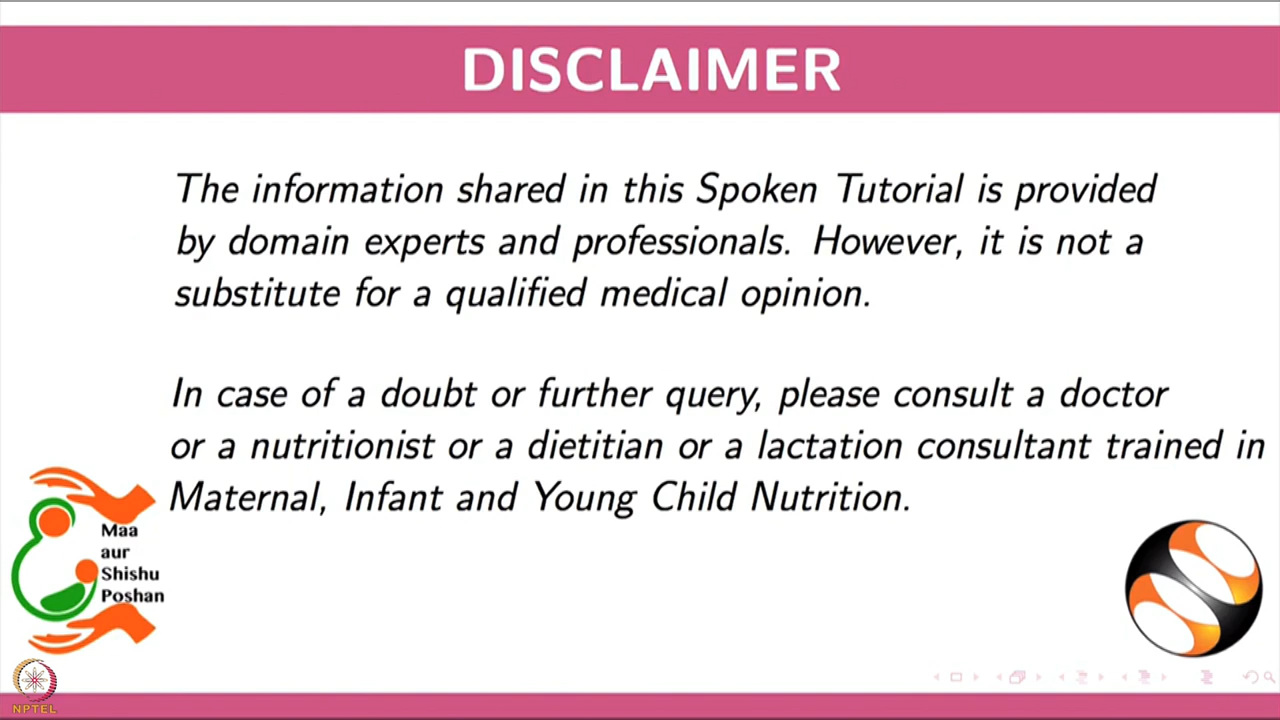 DISCLAIMER
The information shared in this Spoken Tutorial is provided
by domain experts and professionals. However, it is not a
substitute for a qualified medical opinion.
In case of a doubt or further query, please consult a doctor
or a nutritionist or a dietitian or a lactation consultant trained in
Maternal, Infant and Young Child Nutrition.
Maa
aur
Shishu
Poshan
NPTEL